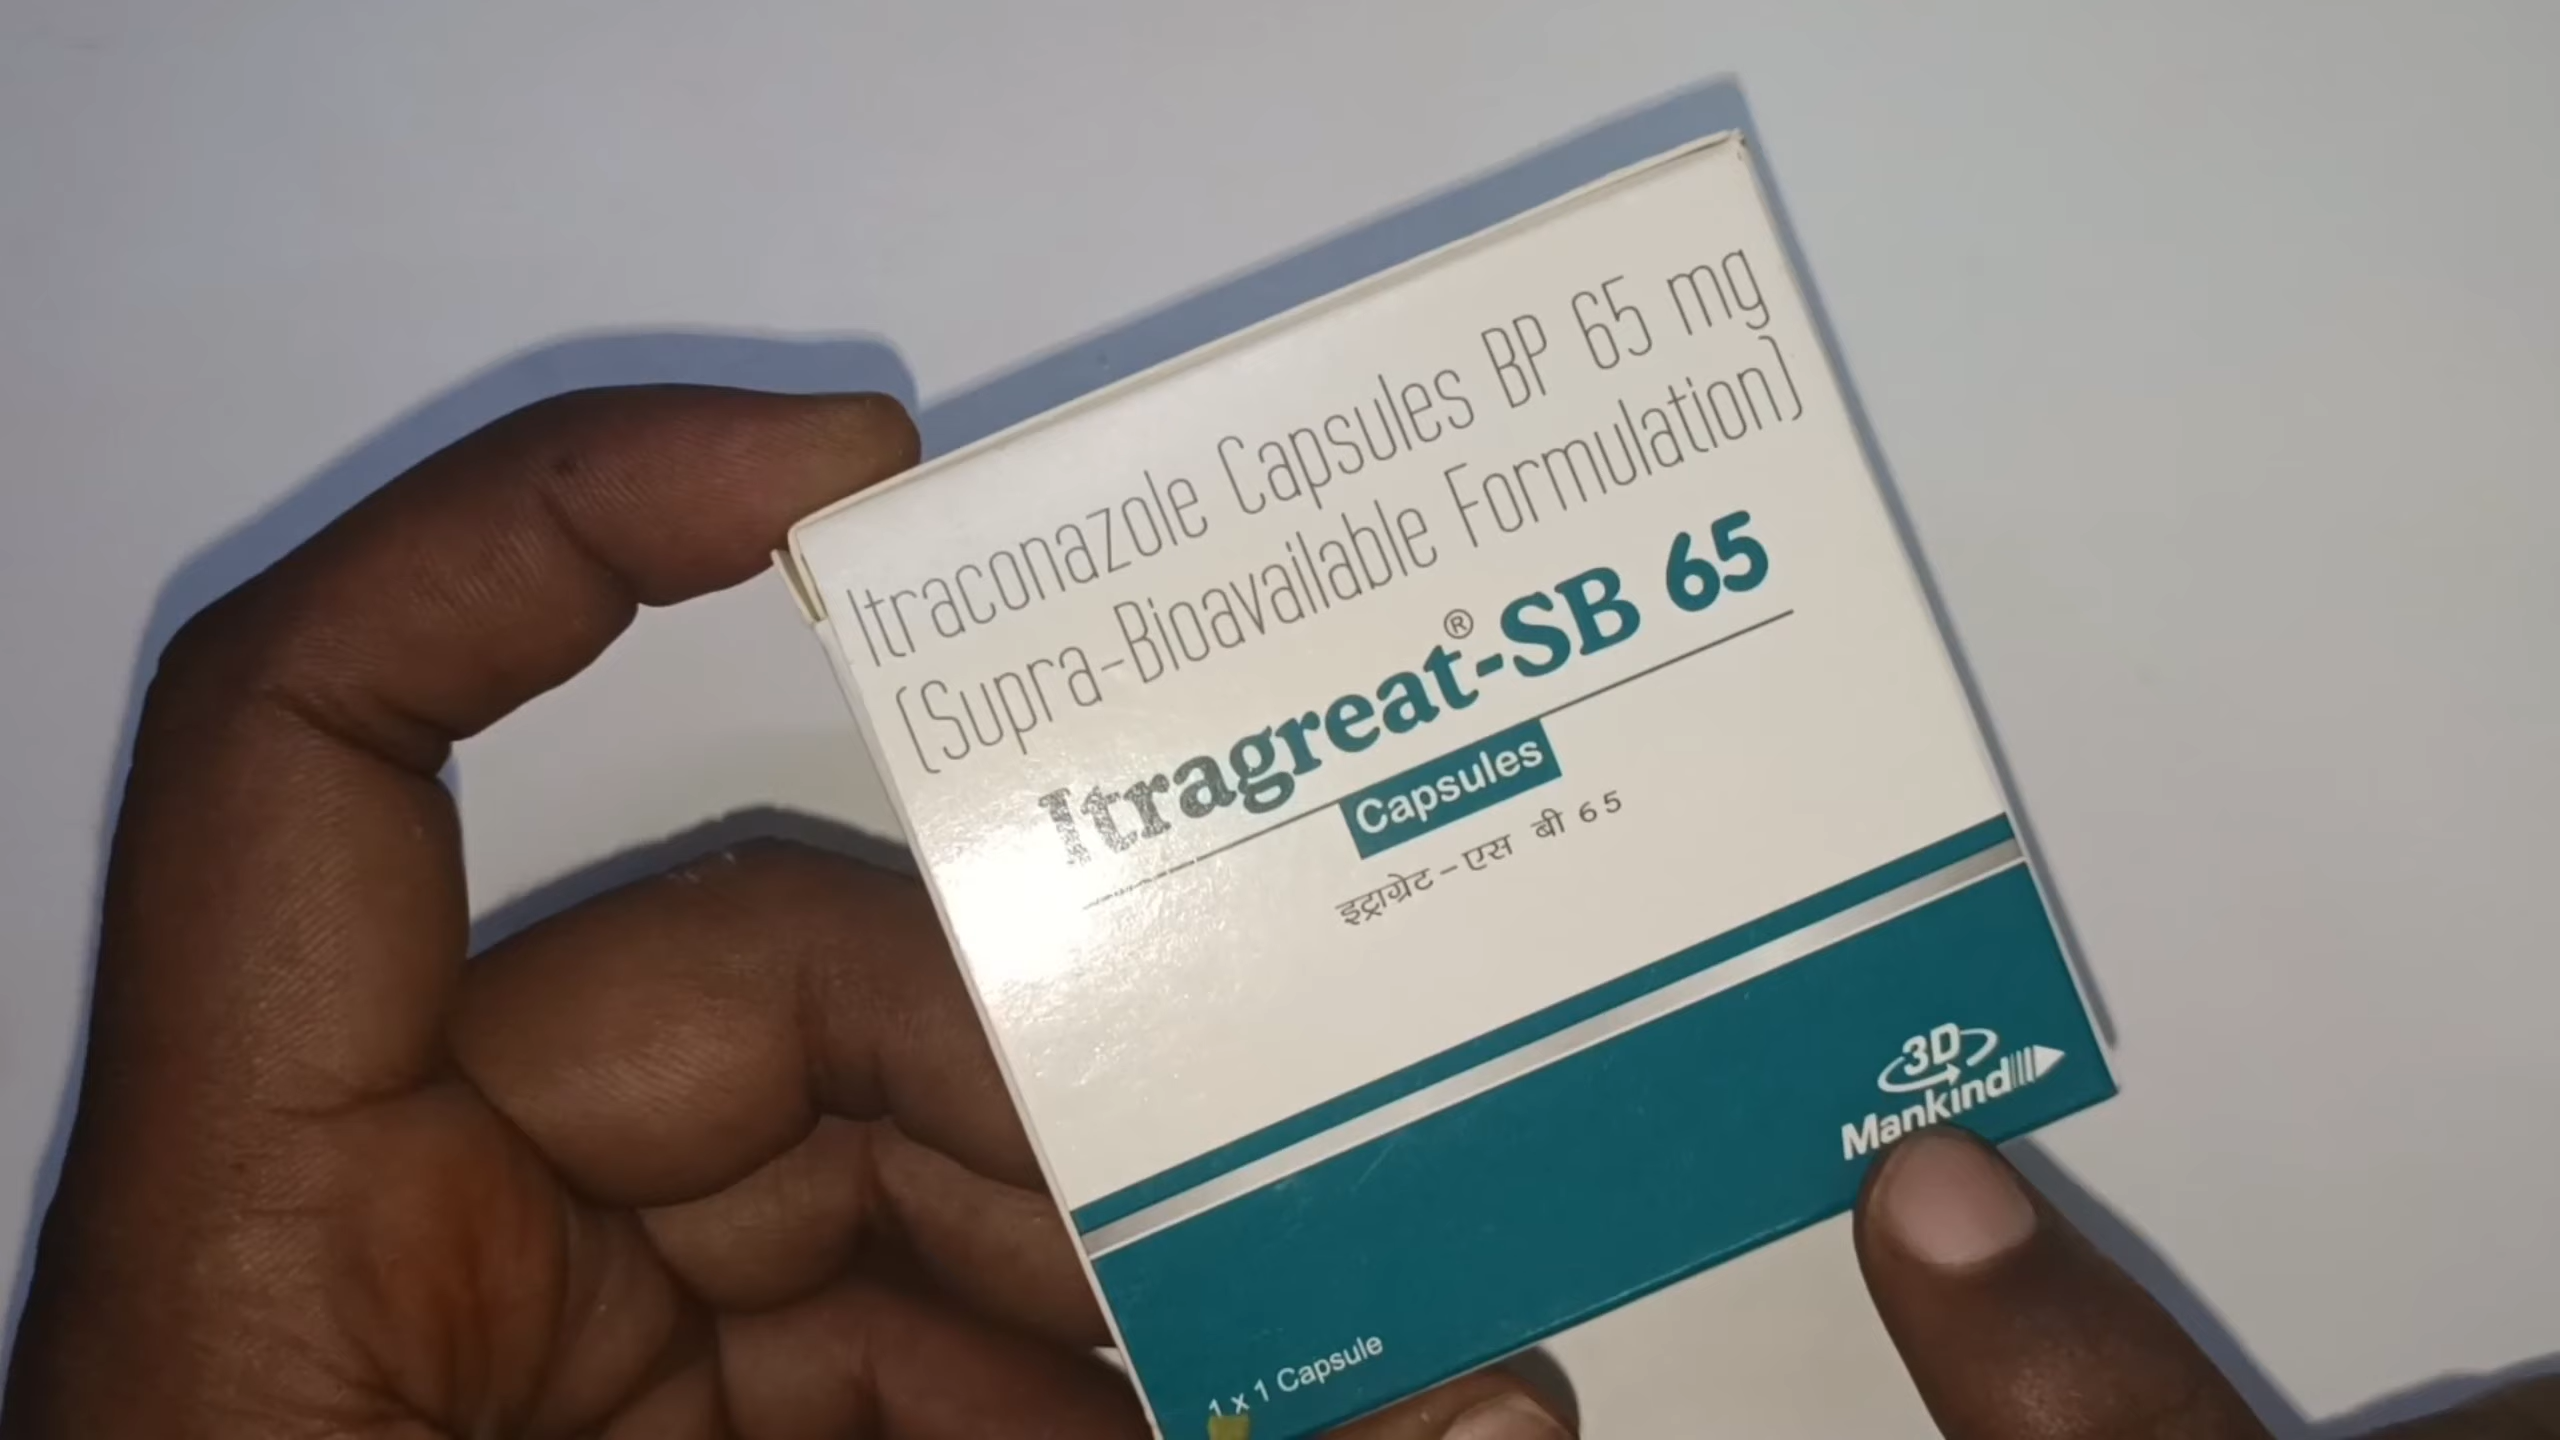 Itraconazole Capsules BP 65 mg
(Supra-Bioavailable Formulation)
Itragreat®-SB 65
Capsules
इट्राग्रेट-एस बी 65
3D
Mankind
1 x 1 Capsule